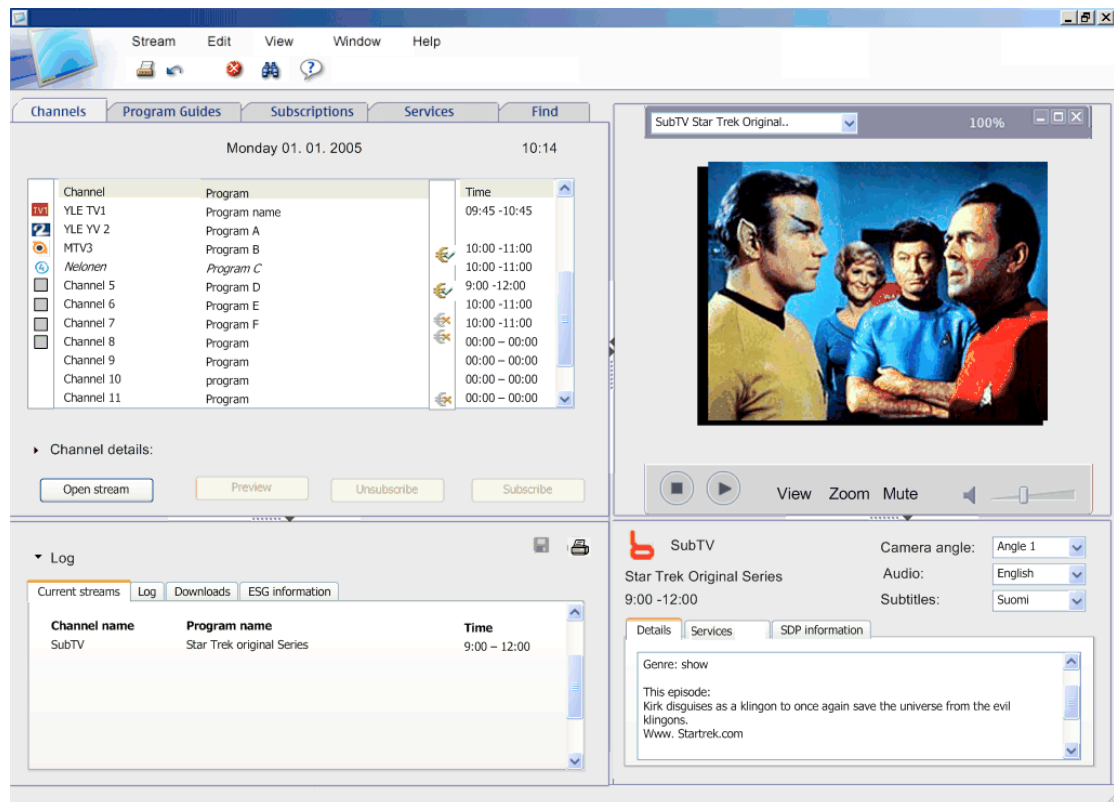 Stream Edit View Window Help
Channels Program Guides Subscriptions Services Find
Monday 01. 01. 2005 10:14
Channel Program Time
TV1 YLE TV1 Program name 09:45 -10:45
2 YLE YV 2 Program A
MTV3 Program B 10:00 -11:00
4 Nelonen Program C 10:00 -11:00
Channel 5 Program D 9:00 -12:00
Channel 6 Program E 10:00 -11:00
Channel 7 Program F 10:00 -11:00
Channel 8 Program 00:00 – 00:00
Channel 9 Program 00:00 – 00:00
Channel 10 program 00:00 – 00:00
Channel 11 Program 00:00 – 00:00
Channel details:
Open stream Preview Unsubscribe Subscribe
SubTV Star Trek Original.. 100%
View Zoom Mute
Log
Current streams Log Downloads ESG information
Channel name Program name Time
SubTV Star Trek original Series 9:00 – 12:00
SubTV
Star Trek Original Series
9:00 -12:00
Camera angle: Angle 1
Audio: English
Subtitles: Suomi
Details Services SDP information
Genre: show
This episode:
Kirk disguises as a klingon to once again save the universe from the evil
klingons.
Www. Startrek.com